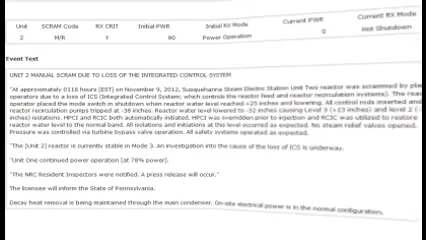 Unit SCRAM Code RX CRIT Initial PWR Initial RX Mode Current PWR Current RX Mode
2 M/R Y 90 Power Operation 0 Hot Shutdown
Event Text
UNIT 2 MANUAL SCRAM DUE TO LOSS OF THE INTEGRATED CONTROL SYSTEM
"At approximately 0118 hours [EST] on November 9, 2012, Susquehanna Steam Electric Station Unit Two reactor was scrammed by pla
operators due to a loss of ICS (Integrated Control System; which controls the reactor feed and reactor recirculation systems). The reac
operator placed the mode switch in shutdown when reactor water level reached +25 inches and lowering. All control rods inserted and
reactor recirculation pumps tripped at -38 inches. Reactor water level lowered to -52 inches causing Level 3 (+13 inches) and level 2 (-
inches) isolations. HPCI and RCIC both automatically initiated. HPCI was overridden prior to injection and RCIC was utilized to restore
reactor water level to the normal band. All isolations and initiations at this level occurred as expected. No steam relief valves opened.
Pressure was controlled via turbine bypass valve operation. All safety systems operated as expected.
"The [Unit 2] reactor is currently stable in Mode 3. An investigation into the cause of the loss of ICS is underway.
"Unit One continued power operation [at 78% power].
"The NRC Resident Inspectors were notified. A press release will occur."
The licensee will inform the State of Pennsylvania.
Decay heat removal is being maintained through the main condenser. On-site electrical power is in the normal configuration.